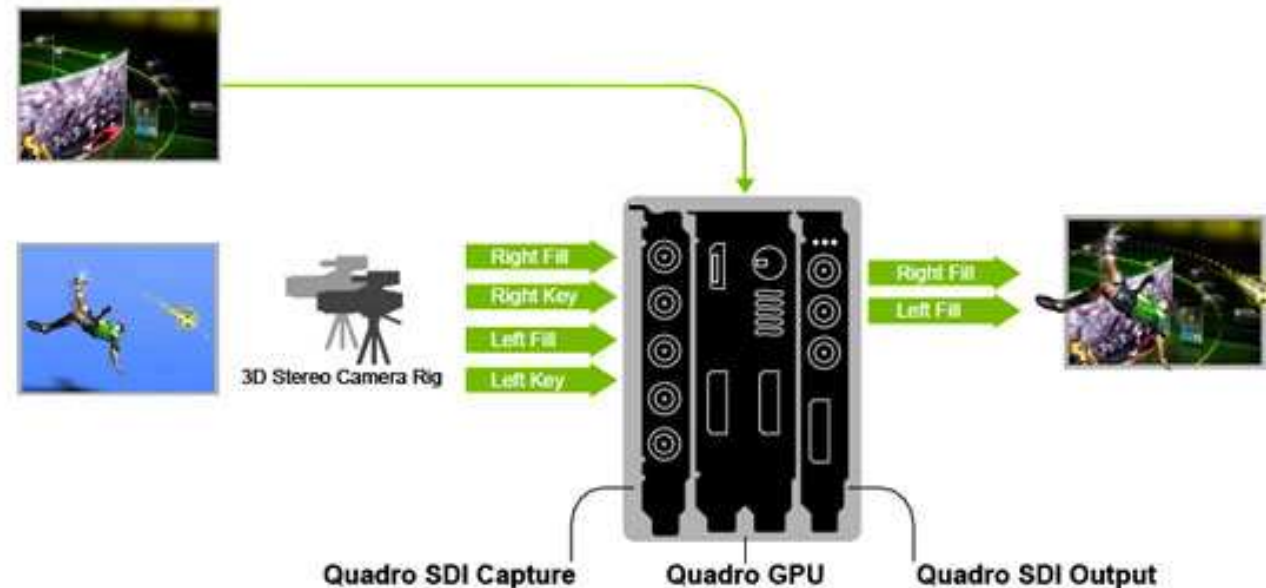 Right Fill
Right Key
Left Fill
Left Key
3D Stereo Camera Rig
Right Fill
Left Fill
Quadro SDI Capture
Quadro GPU
Quadro SDI Output